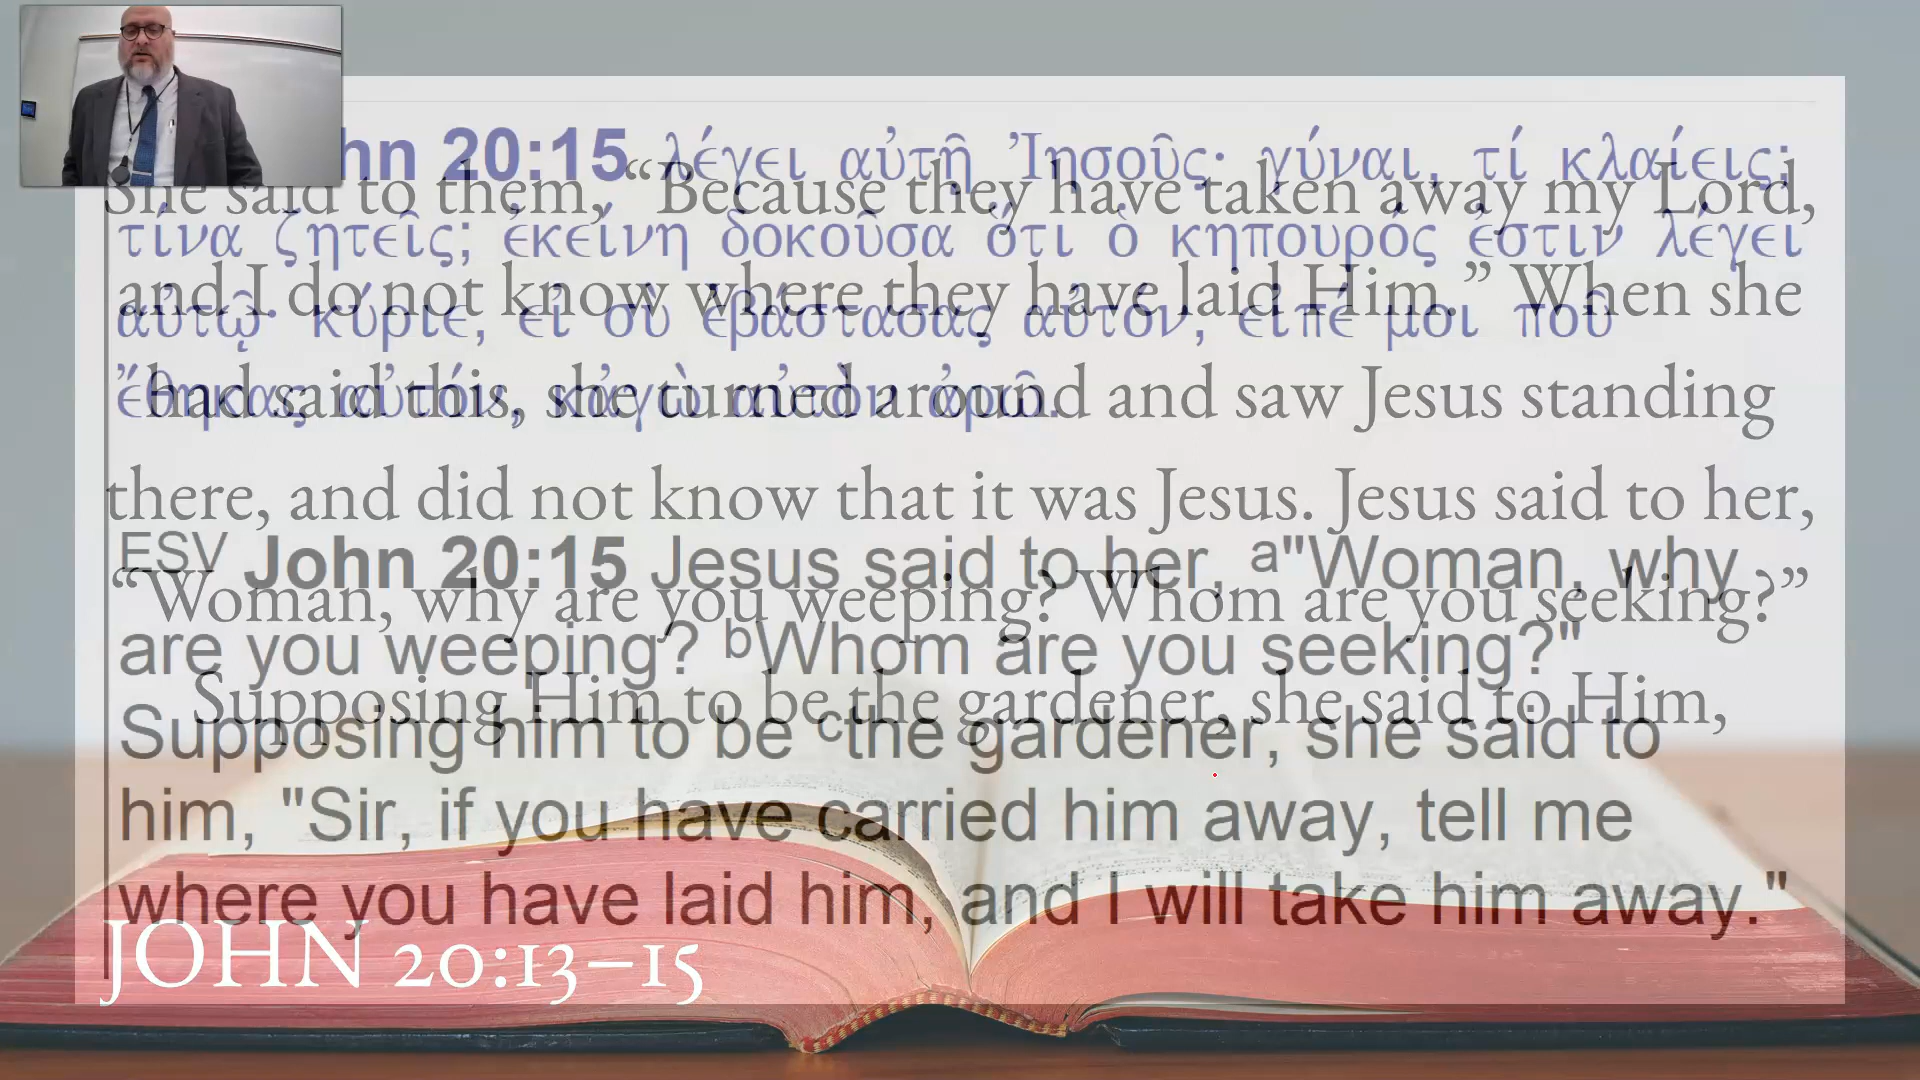 hn 20:15 λέγει αὐτῇ Ἰησοῦς· γύναι, τί κλαίεις;
τίνα ζητεῖς; ἐκείνη δοκοῦσα ὅτι ὁ κηπουρός ἐστιν λέγει
αὐτῷ· κύριε, εἰ σὺ ἐβάστασας αὐτόν, εἰπέ μοι ποῦ
ἔθηκας αὐτόν, κἀγὼ αὐτὸν ἀρῶ.
She said to them, “Because they have taken away my Lord,
and I do not know where they have laid Him.” When she
had said this, she turned around and saw Jesus standing
there, and did not know that it was Jesus. Jesus said to her,
“Woman, why are you weeping? Whom are you seeking?”
Supposing Him to be the gardener, she said to Him,
ESV John 20:15 Jesus said to her, a"Woman, why
are you weeping? bWhom are you seeking?"
Supposing him to be cthe gardener, she said to
him, "Sir, if you have carried him away, tell me
where you have laid him, and I will take him away."
JOHN 20:13–15